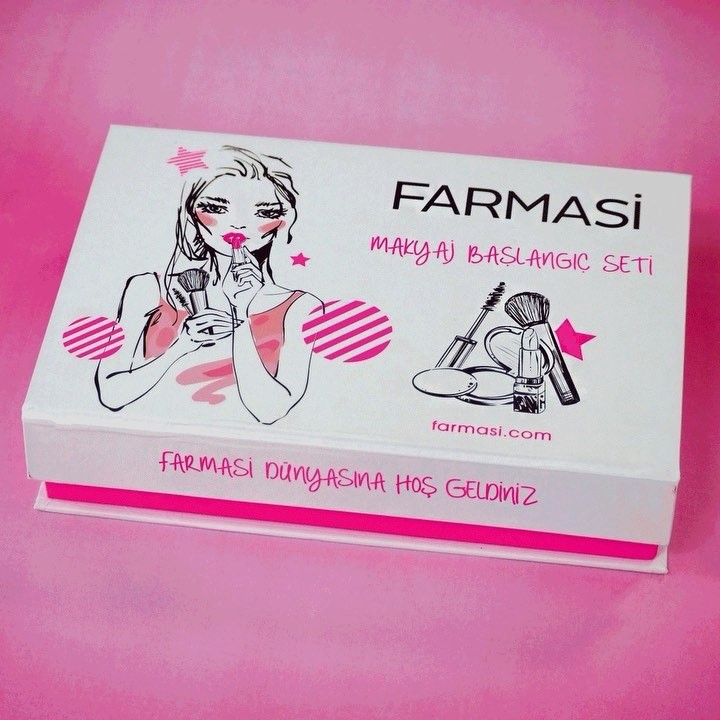 FARMASİ
MAKYAJ BAŞLANGIÇ SETİ
farmasi.com
FARMASİ DÜNYASINA HOŞ GELDİNİZ